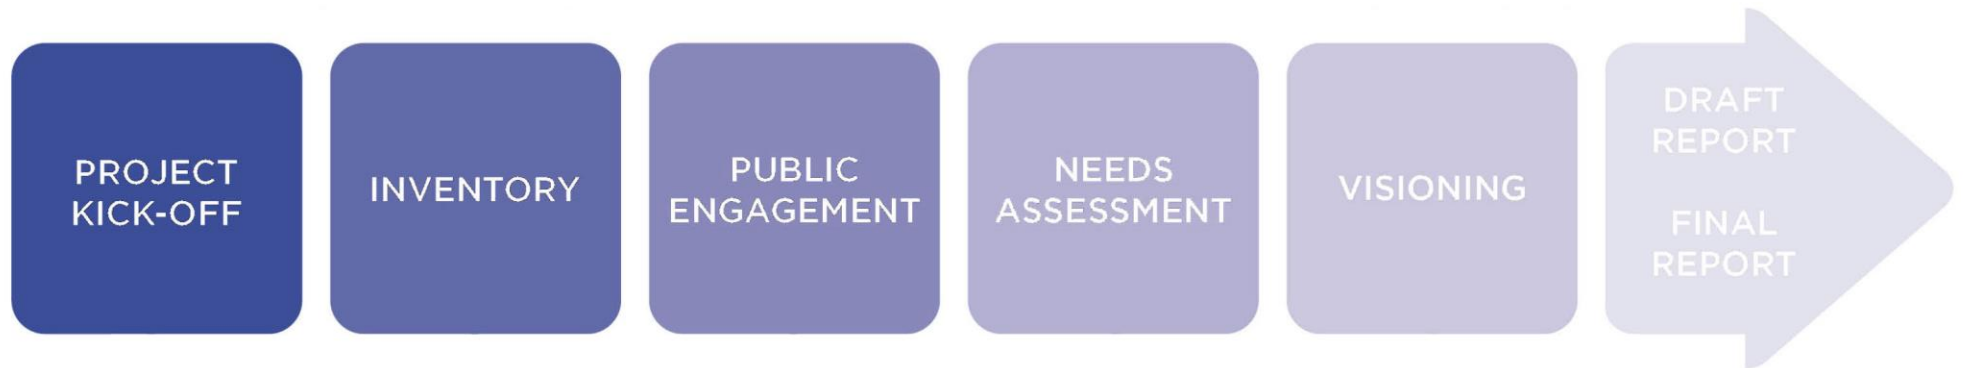 PROJECT
KICK-OFF
INVENTORY
PUBLIC
ENGAGEMENT
NEEDS
ASSESSMENT
VISIONING
DRAFT
REPORT
FINAL
REPORT